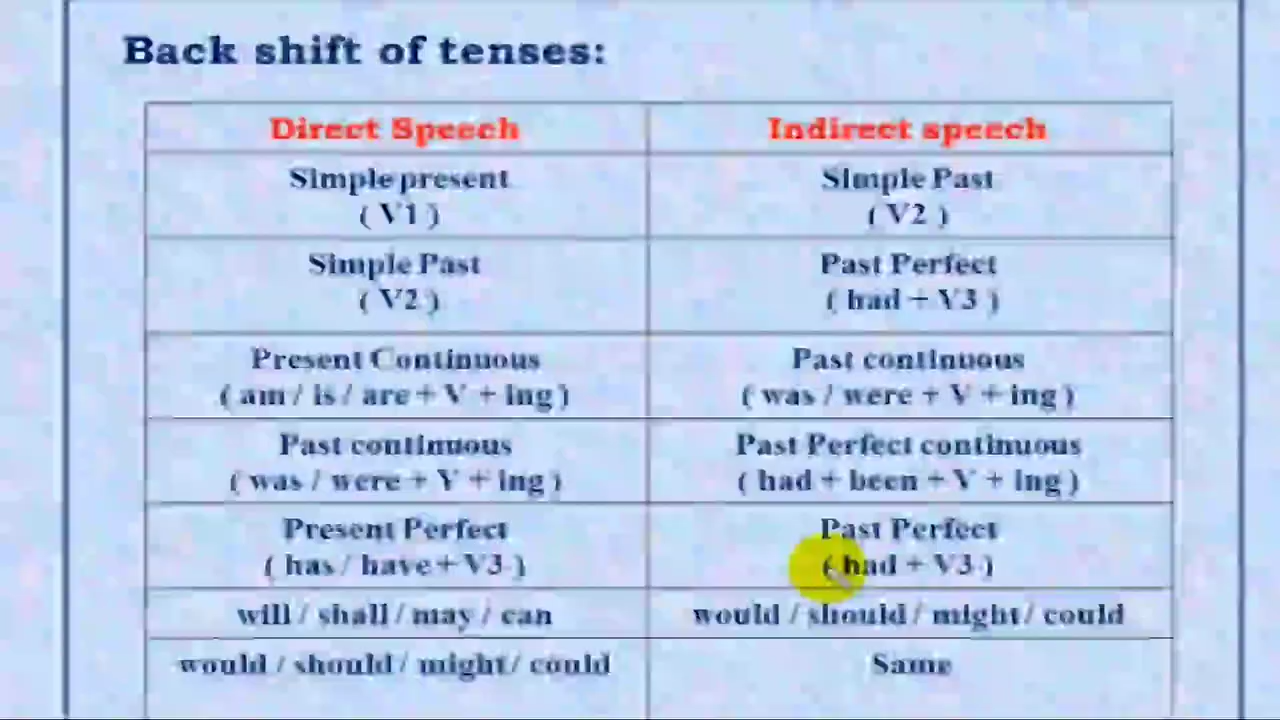 Back shift of tenses:
Direct Speech
Indirect speech
Simple present
( V1 )
Simple Past
( V2 )
Simple Past
( V2 )
Past Perfect
( had + V3 )
Present Continuous
( am / is / are + V + ing )
Past continuous
( was / were + V + ing )
Past continuous
( was / were + V + ing )
Past Perfect continuous
( had + been + V + ing )
Present Perfect
( has / have + V3 )
Past Perfect
( had + V3 )
will / shall / may / can
would / should / might / could
would / should / might / could
Same